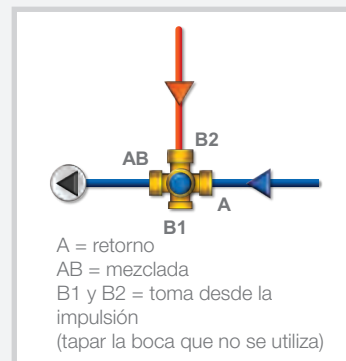 B2
AB
A
B1
A = retorno
AB = mezclada
B1 y B2 = toma desde la
impulsión
(tapar la boca que no se utiliza)